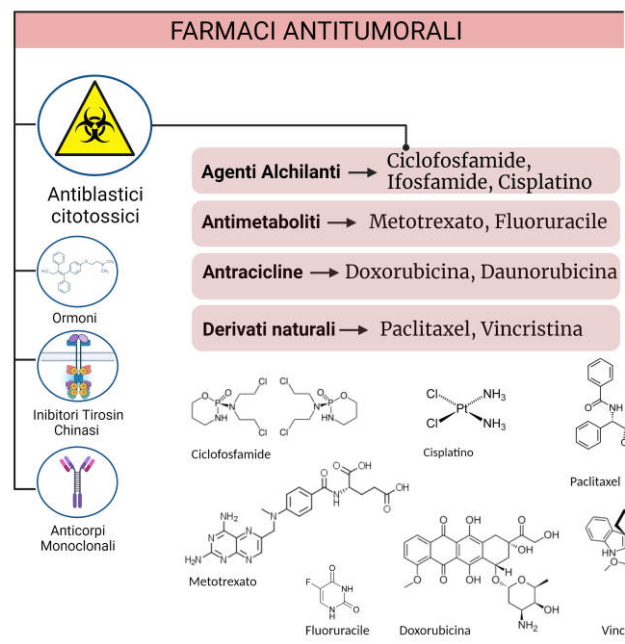 FARMACI ANTITUMORALI
Antiblastici
citotossici
Agenti Alchilanti → Ciclofosfamide,
Ifosfamide, Cisplatino
Antimetaboliti → Metotrexato, Fluoruracile
Antracicline → Doxorubicina, Daunorubicina
Derivati naturali → Paclitaxel, Vincristina
Ormoni
Inibitori Tirosin
Chinasi
Anticorpi
Monoclonali
Ciclofosfamide
Cisplatino
Paclitaxel
Metotrexato
Fluoruracile
Doxorubicina
Vinc